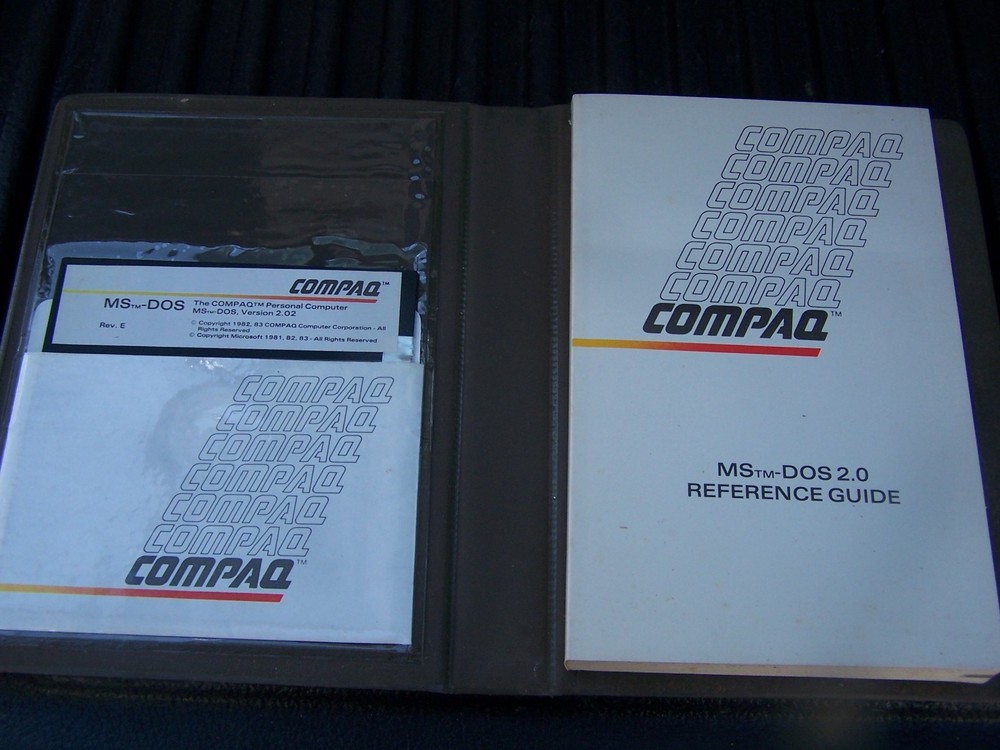 COMPAQ™
MS™-DOS
The COMPAQ™ Personal Computer
MS™-DOS, Version 2.02
Rev. E
© Copyright 1982, 83 COMPAQ Computer Corporation - All
Rights Reserved
© Copyright Microsoft 1981, 82, 83 - All Rights Reserved
COMPAQ
COMPAQ
COMPAQ
COMPAQ
COMPAQ
COMPAQ
COMPAQ™
COMPAQ
COMPAQ
COMPAQ
COMPAQ
COMPAQ
COMPAQ
COMPAQ™
MS™-DOS 2.0
REFERENCE GUIDE